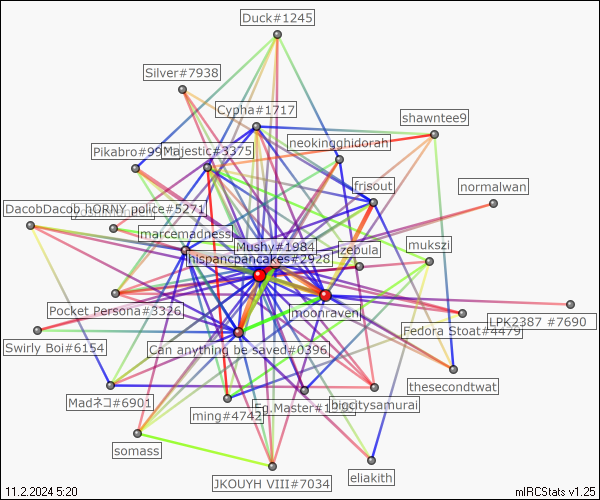 Duck#1245
Silver#7938
Cypha#1717
shawntee9
neokingghidorah
Pikabro#99
Majestic#3375
frisout
normalwan
DacobDacob
hORNY police#5271
marcemadness
Mushy#1984
zebula
mukszi
hispancpancakes#2928
Pocket Persona#3326
moonraven
LPK2387 #7690
Fedora Stoat#4479
Swirly Boi#6154
Can anything be saved#0396
thesecondtwat
Madネコ#6901
Eg.Master#1
bigcitysamurai
ming#4742
somass
JKOUYH VIII#7034
eliakith
11.2.2024 5:20
mIRCStats v1.25